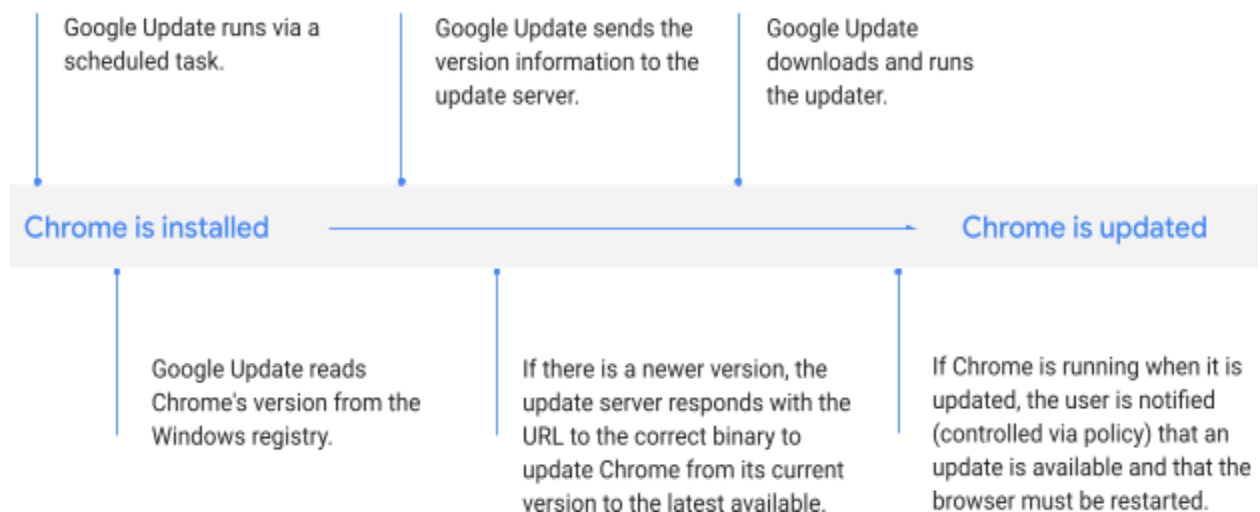 Google Update runs via a
scheduled task.
Google Update sends the
version information to the
update server.
Google Update
downloads and runs
the updater.
Chrome is installed
Chrome is updated
Google Update reads
Chrome's version from the
Windows registry.
If there is a newer version, the
update server responds with the
URL to the correct binary to
update Chrome from its current
version to the latest available.
If Chrome is running when it is
updated, the user is notified
(controlled via policy) that an
update is available and that the
browser must be restarted.